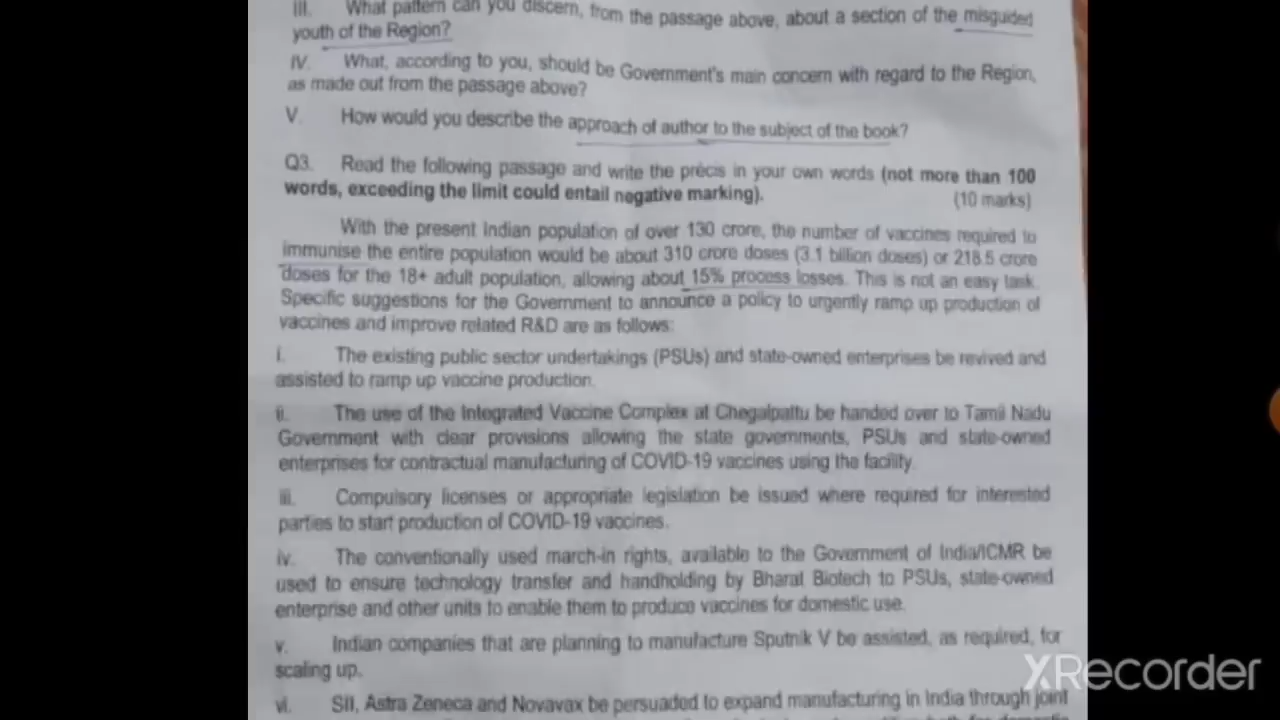 III. What pattern can you discern, from the passage above, about a section of the misguided
youth of the Region?
IV. What, according to you, should be Government's main concern with regard to the Region,
as made out from the passage above?
V. How would you describe the approach of author to the subject of the book?
Q3. Read the following passage and write the précis in your own words (not more than 100
words, exceeding the limit could entail negative marking). (10 marks)
With the present Indian population of over 130 crore, the number of vaccines required to
immunise the entire population would be about 310 crore doses (3.1 billion doses) or 218.5 crore
doses for the 18+ adult population, allowing about 15% process losses. This is not an easy task.
Specific suggestions for the Government to announce a policy to urgently ramp up production of
vaccines and improve related R&D are as follows:
i. The existing public sector undertakings (PSUs) and state-owned enterprises be revived and
assisted to ramp up vaccine production.
ii. The use of the Integrated Vaccine Complex at Chegalpattu be handed over to Tamil Nadu
Government with clear provisions allowing the state governments, PSUs and state-owned
enterprises for contractual manufacturing of COVID-19 vaccines using the facility.
iii. Compulsory licenses or appropriate legislation be issued where required for interested
parties to start production of COVID-19 vaccines.
iv. The conventionally used march-in rights, available to the Government of India/ICMR be
used to ensure technology transfer and handholding by Bharat Biotech to PSUs, state-owned
enterprise and other units to enable them to produce vaccines for domestic use.
v. Indian companies that are planning to manufacture Sputnik V be assisted, as required, for
scaling up.
vi. SII, Astra Zeneca and Novavax be persuaded to expand manufacturing in India through joint
XRecorder